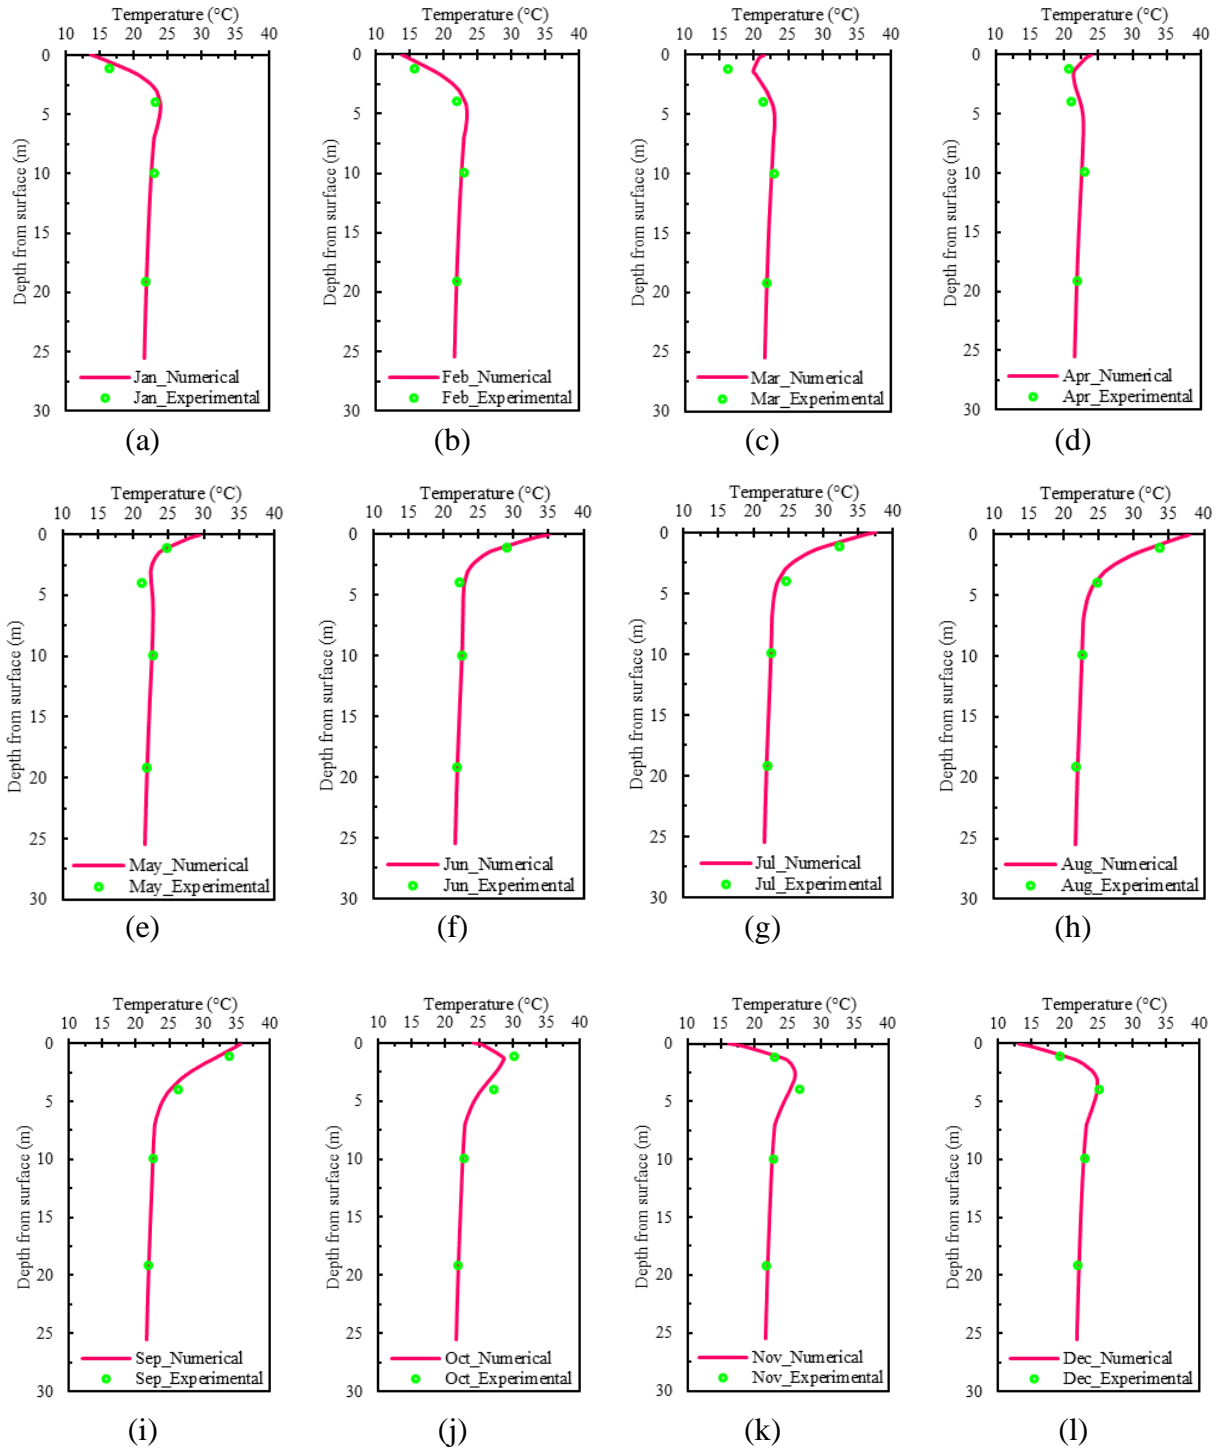 Temperature (°C) Temperature (°C) Temperature (°C) Temperature (°C)
10 15 20 25 30 35 40 10 15 20 25 30 35 40 10 15 20 25 30 35 40 10 15 20 25 30 35 40
Depth from surface (m) Depth from surface (m) Depth from surface (m) Depth from surface (m)
0 0 0 0
5 5 5 5
10 10 10 10
15 15 15 15
20 20 20 20
25 25 25 25
Jan_Numerical Feb_Numerical Mar_Numerical Apr_Numerical
Jan_Experimental Feb_Experimental Mar_Experimental Apr_Experimental
30 30 30 30
(a) (b) (c) (d)
Temperature (°C) Temperature (°C) Temperature (°C) Temperature (°C)
10 15 20 25 30 35 40 10 15 20 25 30 35 40 10 15 20 25 30 35 40 10 15 20 25 30 35 40
Depth from surface (m) Depth from surface (m) Depth from surface (m) Depth from surface (m)
0 0 0 0
5 5 5 5
10 10 10 10
15 15 15 15
20 20 20 20
25 25 25 25
May_Numerical Jun_Numerical Jul_Numerical Aug_Numerical
May_Experimental Jun_Experimental Jul_Experimental Aug_Experimental
30 30 30 30
(e) (f) (g) (h)
Temperature (°C) Temperature (°C) Temperature (°C) Temperature (°C)
10 15 20 25 30 35 40 10 15 20 25 30 35 40 10 15 20 25 30 35 40 10 15 20 25 30 35 40
Depth from surface (m) Depth from surface (m) Depth from surface (m) Depth from surface (m)
0 0 0 0
5 5 5 5
10 10 10 10
15 15 15 15
20 20 20 20
25 25 25 25
Sep_Numerical Oct_Numerical Nov_Numerical Dec_Numerical
Sep_Experimental Oct_Experimental Nov_Experimental Dec_Experimental
30 30 30 30
(i) (j) (k) (l)